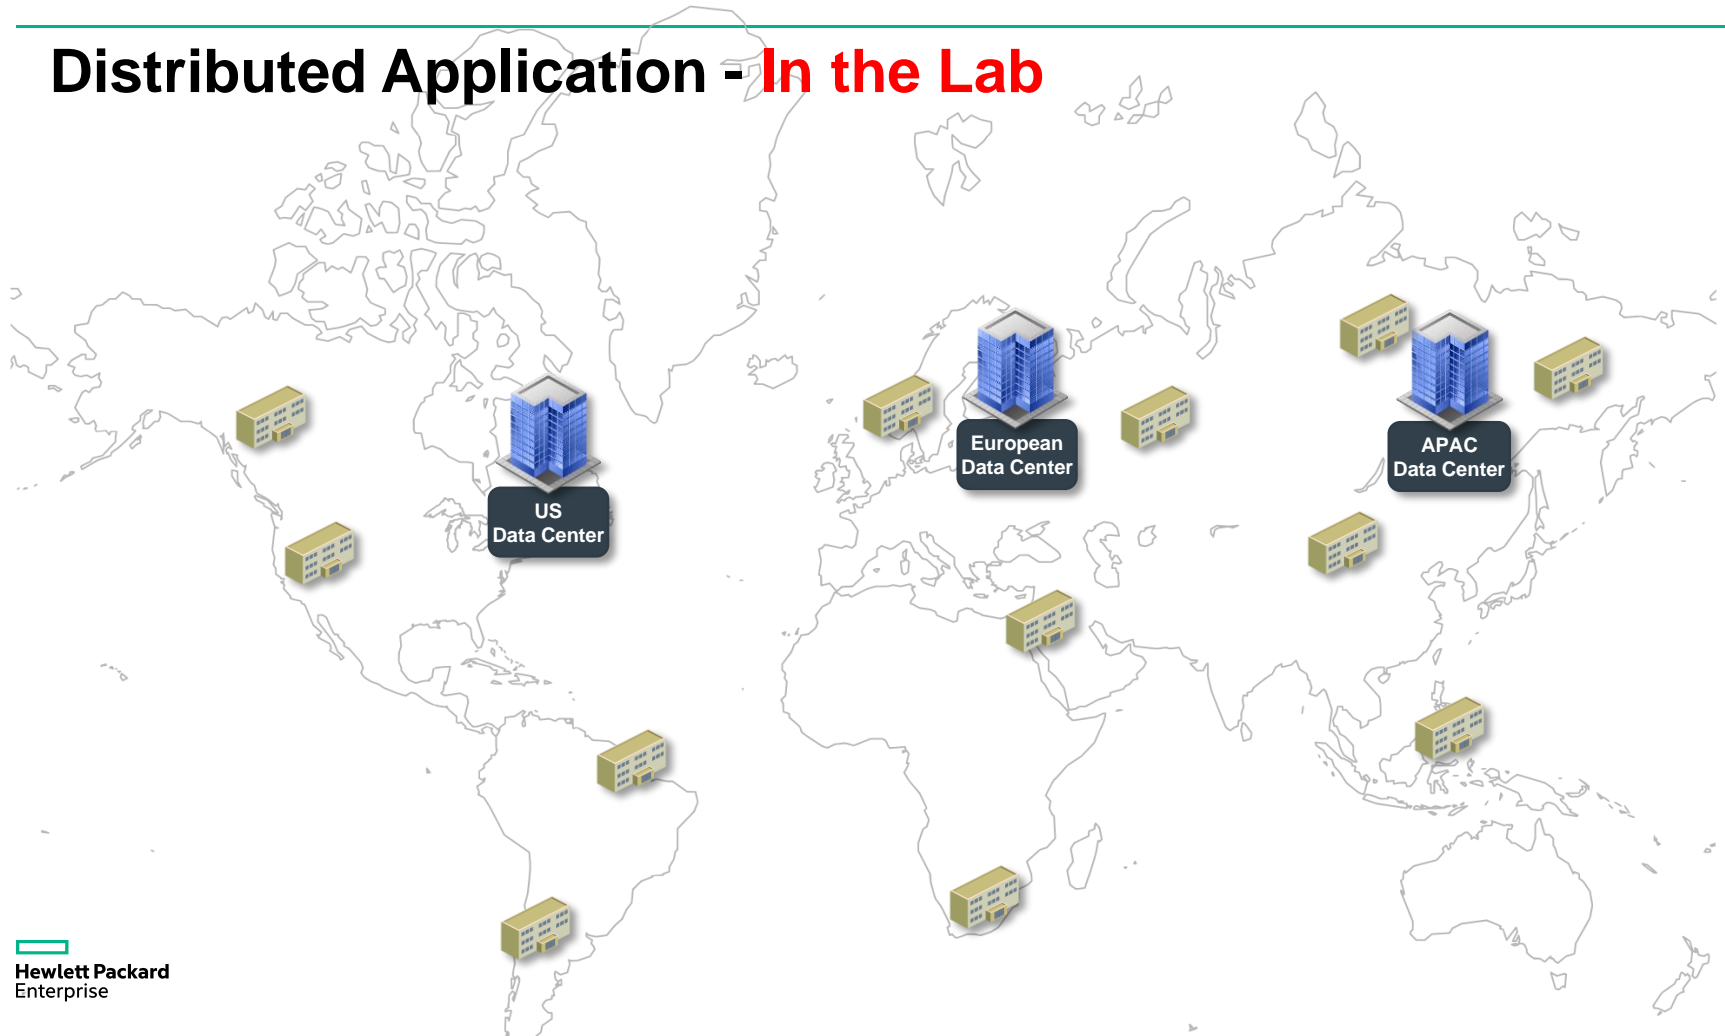 Distributed Application - In the Lab
European
Data Center
APAC
Data Center
US
Data Center
Hewlett Packard
Enterprise